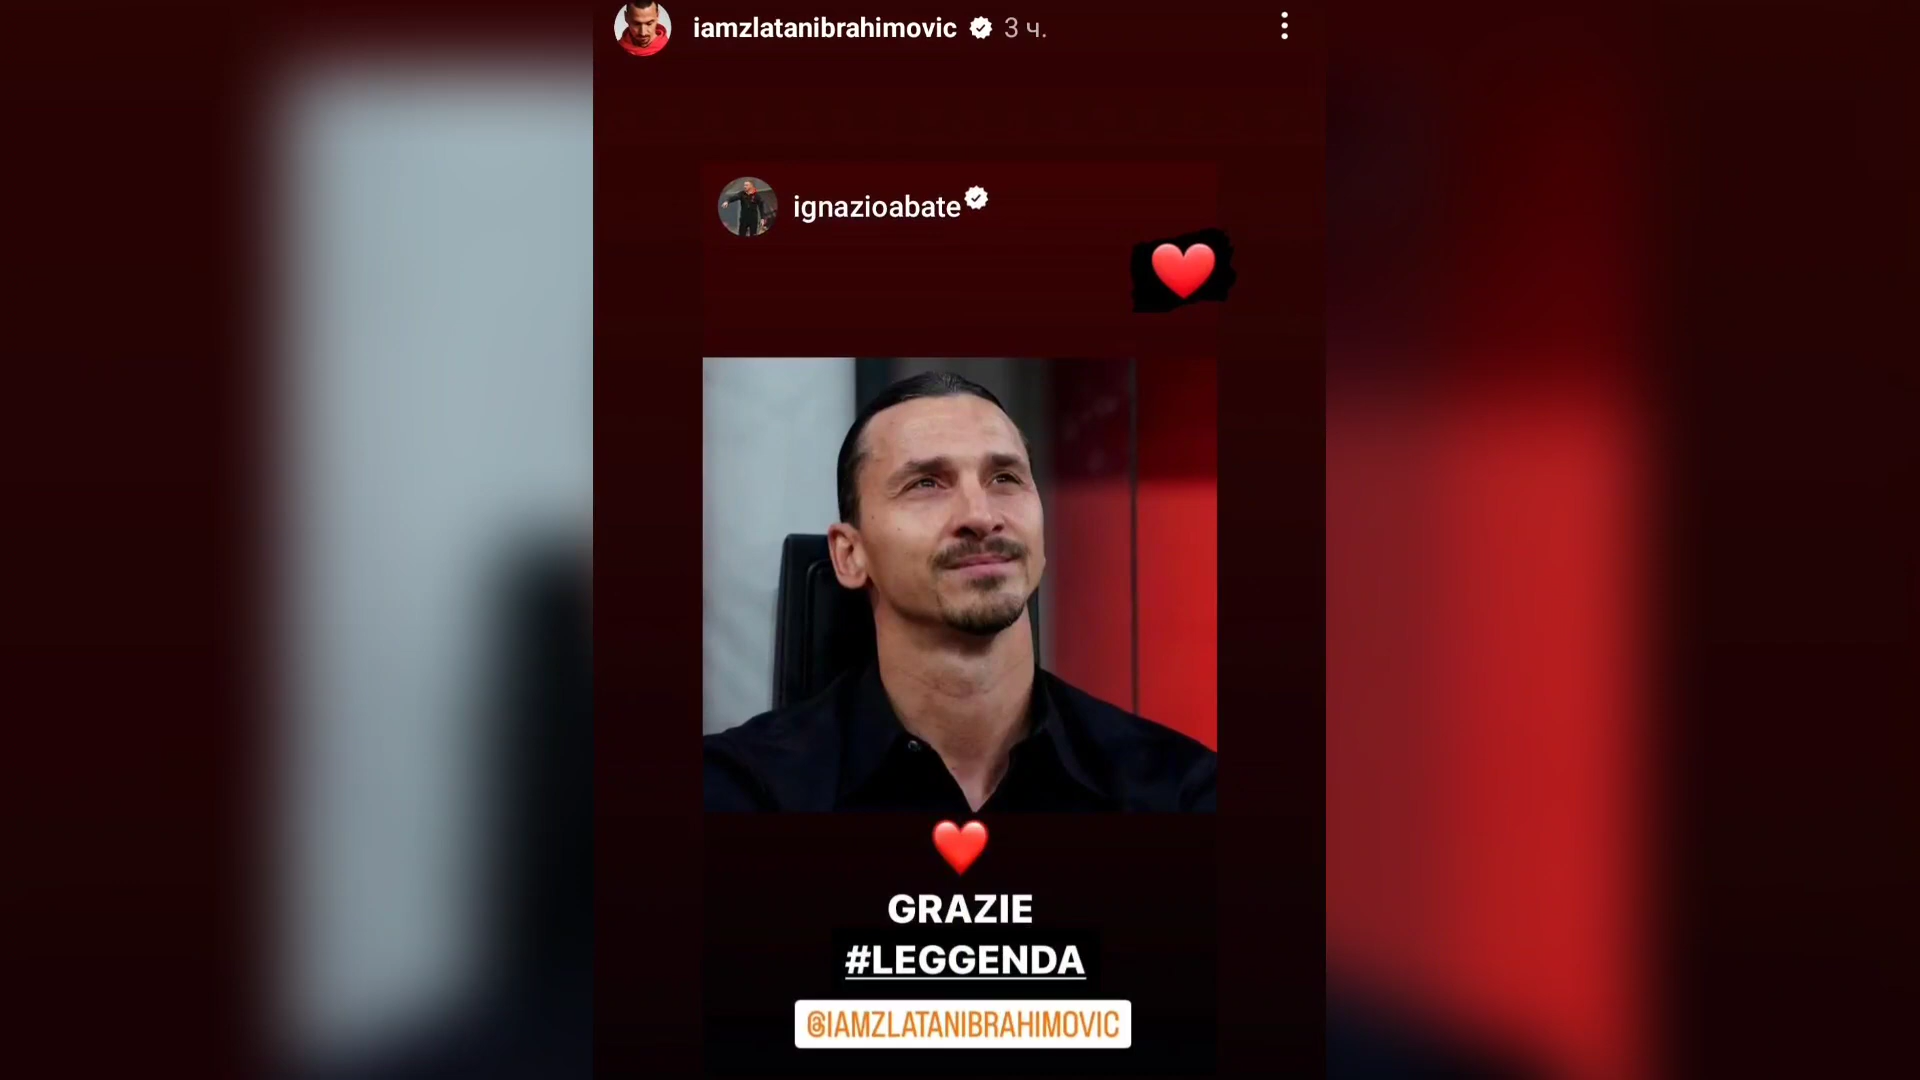 iamzlatanibrahimovic 3 ч.
ignazioabate
GRAZIE
#LEGGENDA
@IAMZLATANIBRAHIMOVIC